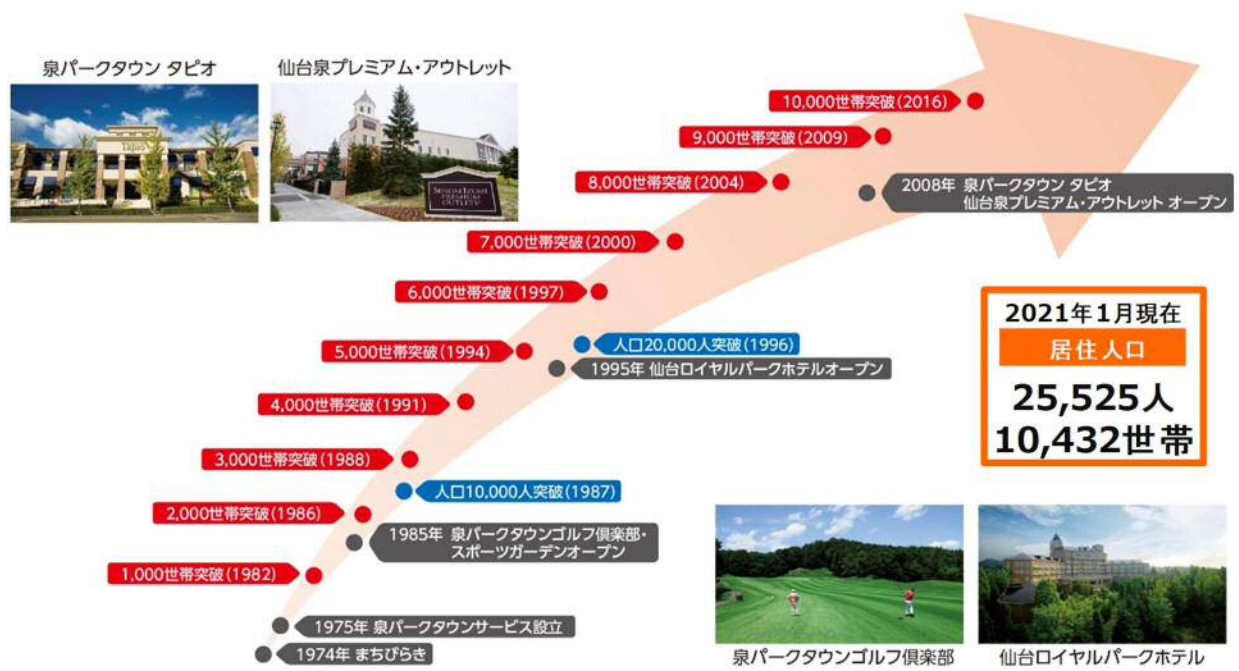 泉パークタウン タピオ
仙台泉プレミアム・アウトレット
Tapio
SENDAI IZUMI
PREMIUM
OUTLETS
10,000世帯突破(2016)
9,000世帯突破(2009)
8,000世帯突破(2004)
2008年 泉パークタウン タピオ
仙台泉プレミアム・アウトレット オープン
7,000世帯突破(2000)
6,000世帯突破(1997)
5,000世帯突破(1994)
人口20,000人突破(1996)
1995年 仙台ロイヤルパークホテルオープン
4,000世帯突破(1991)
3,000世帯突破(1988)
人口10,000人突破(1987)
2,000世帯突破(1986)
1985年 泉パークタウンゴルフ倶楽部・
スポーツガーデンオープン
1,000世帯突破(1982)
1975年 泉パークタウンサービス設立
1974年 まちびらき
2021年1月現在
居住人口
25,525人
10,432世帯
泉パークタウンゴルフ倶楽部
仙台ロイヤルパークホテル